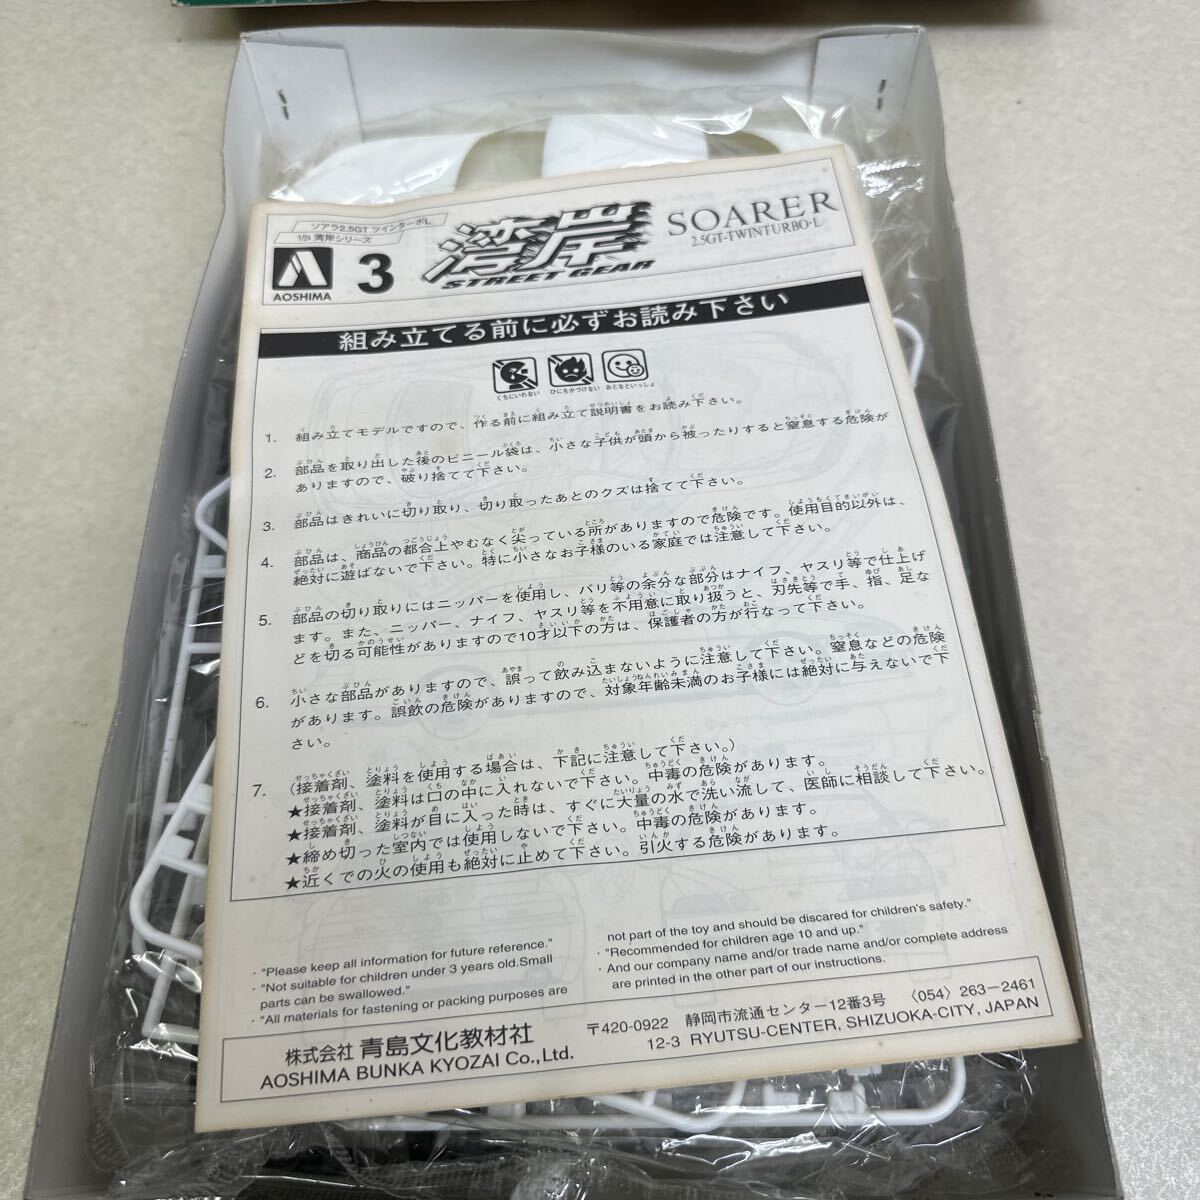 ソアラ2.5GT ツインターボL
1/24 湾岸シリーズ
AOSHIMA
3
湾岸
STREET GEAR
SOARER
2.5GT-TWINTURBO-L
組み立てる前に必ずお読み下さい
くちにいれない ひにちかづけない おとなといっしょ
1. 組み立てモデルですので、作る前に組み立て説明書をお読み下さい。
2. 部品を取り出した後のビニール袋は、小さな子供が頭から被ったりすると窒息する危険が
ありますので、破り捨てて下さい。
3. 部品はきれいに切り取り、切り取ったあとのクズは捨てて下さい。
4. 部品は、商品の都合上やむなく尖っている所がありますので危険です。使用目的以外は、
絶対に遊ばないで下さい。特に小さなお子様のいる家庭では注意して下さい。
5. 部品の切り取りにはニッパーを使用し、バリ等の余分な部分はナイフ、ヤスリ等で仕上げ
ます。また、ニッパー、ナイフ、ヤスリ等を不用意に取り扱うと、刃先等で手、指、足な
どを切る可能性がありますので10才以下の方は、保護者の方が行なって下さい。
6. 小さな部品がありますので、誤って飲み込まないように注意して下さい。窒息などの危険
があります。誤飲の危険がありますので、対象年齢未満のお子様には絶対に与えないで下
さい。
7. (接着剤、塗料を使用する場合は、下記に注意して下さい。)
★接着剤、塗料は口の中に入れないで下さい。中毒の危険があります。
★接着剤、塗料が目に入った時は、すぐに大量の水で洗い流して、医師に相談して下さい。
★締め切った室内では使用しないで下さい。中毒の危険があります。
★近くでの火の使用も絶対に止めて下さい。引火する危険があります。
・"Please keep all information for future reference."
・"Not suitable for children under 3 years old.Small
parts can be swallowed."
・"All materials for fastening or packing purposes are
not part of the toy and should be discared for children's safety."
・"Recommended for children age 10 and up."
・And our company name and/or trade name and/or complete address
are printed in the other part of our instructions.
株式会社 青島文化教材社
AOSHIMA BUNKA KYOZAI Co.,Ltd.
〒420-0922 静岡市流通センター12番3号 〈054〉263-2461
12-3 RYUTSU-CENTER, SHIZUOKA-CITY, JAPAN